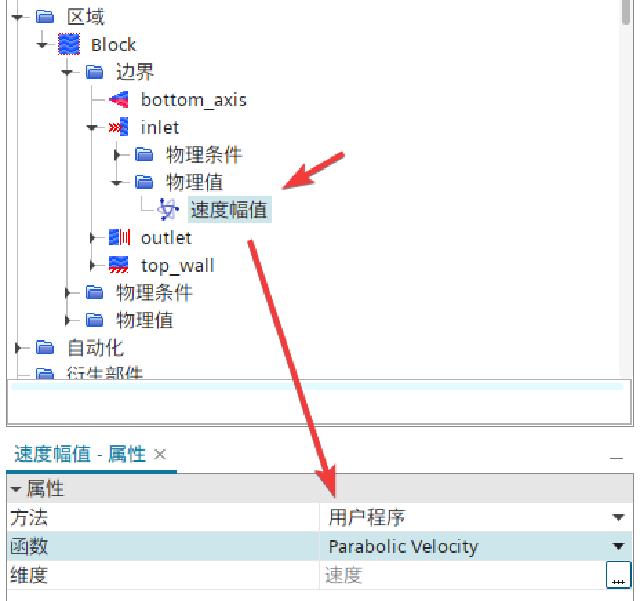 区域
Block
边界
bottom_axis
inlet
物理条件
物理值
速度幅值
outlet
top_wall
物理条件
物理值
自动化
衍生部件
速度幅值 - 属性 ×
属性
方法 用户程序
函数 Parabolic Velocity
维度 速度 ...